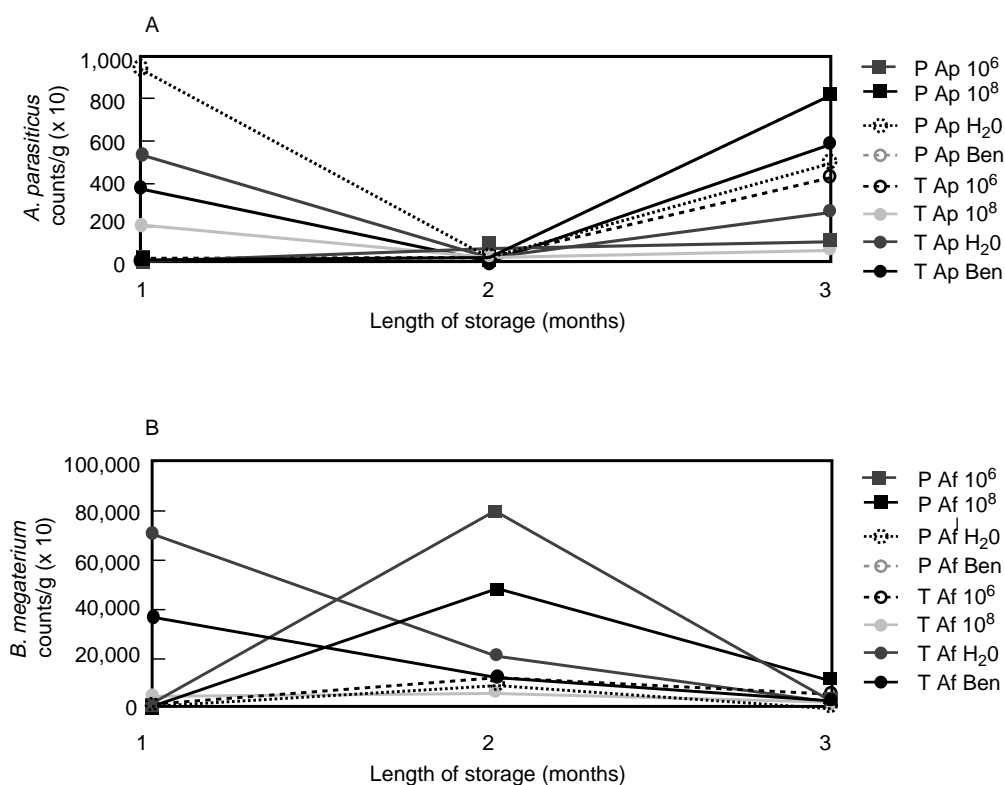 A
1,000
800
600
400
200
0
A. parasiticus
counts/g (x 10)
1 2 3
Length of storage (months)
P Ap 10⁶
P Ap 10⁸
P Ap H₂0
P Ap Ben
T Ap 10⁶
T Ap 10⁸
T Ap H₂0
T Ap Ben
B
100,000
80,000
60,000
40,000
20,000
0
B. megaterium
counts/g (x 10)
1 2 3
Length of storage (months)
P Af 10⁶
P Af 10⁸
P Af H₂0
P Af Ben
T Af 10⁶
T Af 10⁸
T Af H₂0
T Af Ben